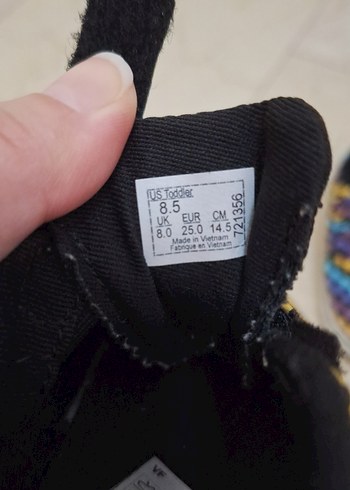 US Toddler
8.5
UK EUR CM
8.0 25.0 14.5
Made in Vietnam
Fabriqué en Vietnam
721356
VF